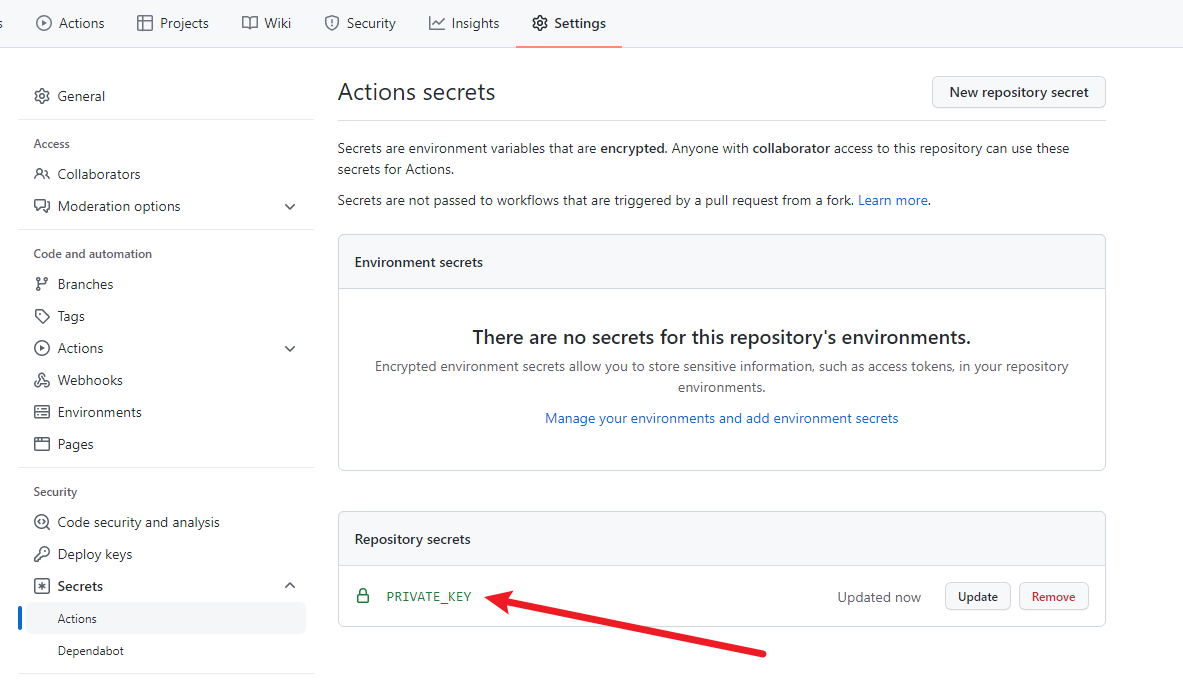 s
Actions
Projects
Wiki
Security
Insights
Settings
General
Access
Collaborators
Moderation options
Code and automation
Branches
Tags
Actions
Webhooks
Environments
Pages
Security
Code security and analysis
Deploy keys
Secrets
Actions
Dependabot
Actions secrets
New repository secret
Secrets are environment variables that are encrypted. Anyone with collaborator access to this repository can use these
secrets for Actions.
Secrets are not passed to workflows that are triggered by a pull request from a fork. Learn more.
Environment secrets
There are no secrets for this repository's environments.
Encrypted environment secrets allow you to store sensitive information, such as access tokens, in your repository
environments.
Manage your environments and add environment secrets
Repository secrets
PRIVATE_KEY
Updated now
Update
Remove